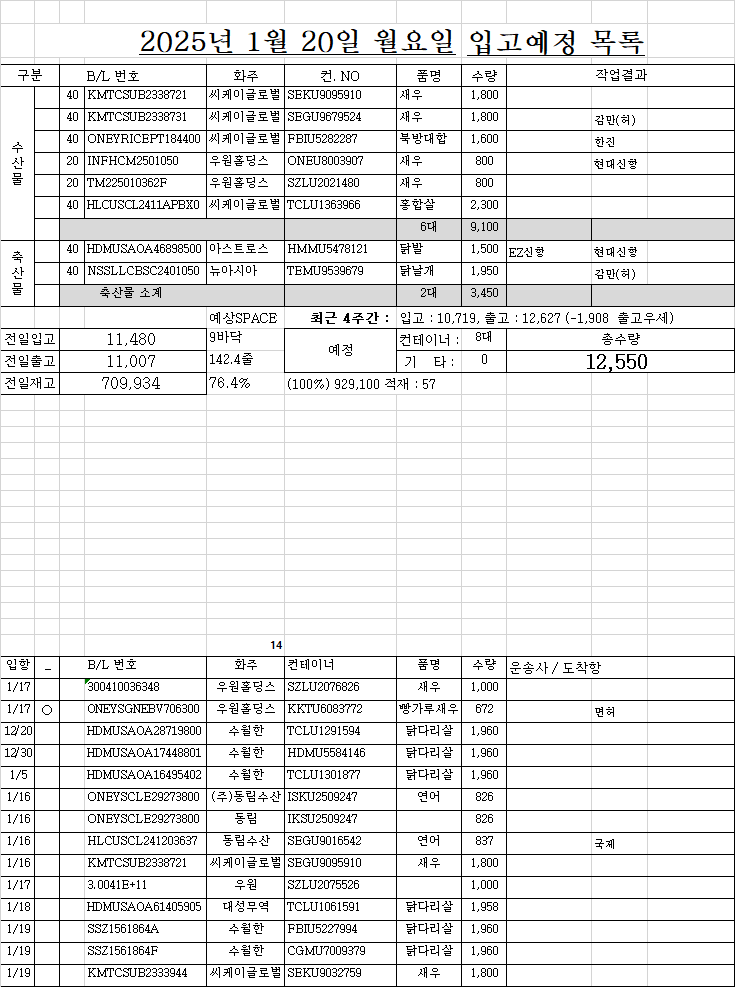 2025년 1월 20일 월요일 입고예정 목록
구분 B/L 번호 화주 컨. NO 품명 수량 작업결과
수산물
40 KMTCSUB2338721 씨케이글로벌 SEKU9095910 새우 1,800
40 KMTCSUB2338731 씨케이글로벌 SEGU9679524 새우 1,800 감만(허)
40 ONEYRICEPT184400 씨케이글로벌 FBIU5282287 북방대합 1,600 한진
20 INFHCM2501050 우원홀딩스 ONEU8003907 새우 800 현대신항
20 TM225010362F 우원홀딩스 SZLU2021480 새우 800
40 HLCUSCL2411APBX0 씨케이글로벌 TCLU1363966 홍합살 2,300
6대 9,100
축산물
40 HDMUSAOA46898500 아스트로스 HMMU5478121 닭발 1,500 EZ신항 현대신항
40 NSSLLCBSC2401050 뉴아시아 TBMU9539679 닭날개 1,950 감만(허)
축산물 소계 2대 3,450
예상SPACE 최근 4주간 : 입고 : 10,719, 출고 : 12,627 (-1,908 출고우세)
전일입고 11,480 9바닥 예정 컨테이너 : 8대 총수량
전일출고 11,007 142.4줄 기 타 : 0 12,550
전일재고 709,934 76.4% (100%) 929,100 적재 : 57
14
입항 _ B/L 번호 화주 컨테이너 품명 수량 운송사 / 도착항
1/17 300410036348 우원홀딩스 SZLU2076826 새우 1,000
1/17 ○ ONEYSGNEBV706300 우원홀딩스 KKTU6083772 빵가루새우 672 면허
12/20 HDMUSAOA28719800 수월한 TCLU1291594 닭다리살 1,960
12/30 HDMUSAOA17448801 수월한 HDMU5584146 닭다리살 1,960
1/5 HDMUSAOA16495402 수월한 TCLU1301877 닭다리살 1,960
1/16 ONEYSCLE29273800 (주)동림수산 ISKU2509247 연어 826
1/16 ONEYSCLE29273800 동림 IKSU2509247 826
1/16 HLCUSCL241203637 동림수산 SEGU9016542 연어 837 국제
1/16 KMTCSUB2338721 씨케이글로벌 SEGU9095910 새우 1,800
1/17 3.0041E+11 우원 SZLU2075526 1,000
1/18 HDMUSAOA61405905 대성무역 TCLU1061591 닭다리살 1,958
1/19 SSZ1561864A 수월한 FBIU5227994 닭다리살 1,960
1/19 SSZ1561864F 수월한 CGMU7009379 닭다리살 1,960
1/19 KMTCSUB2333944 씨케이글로벌 SEKU9032759 새우 1,800